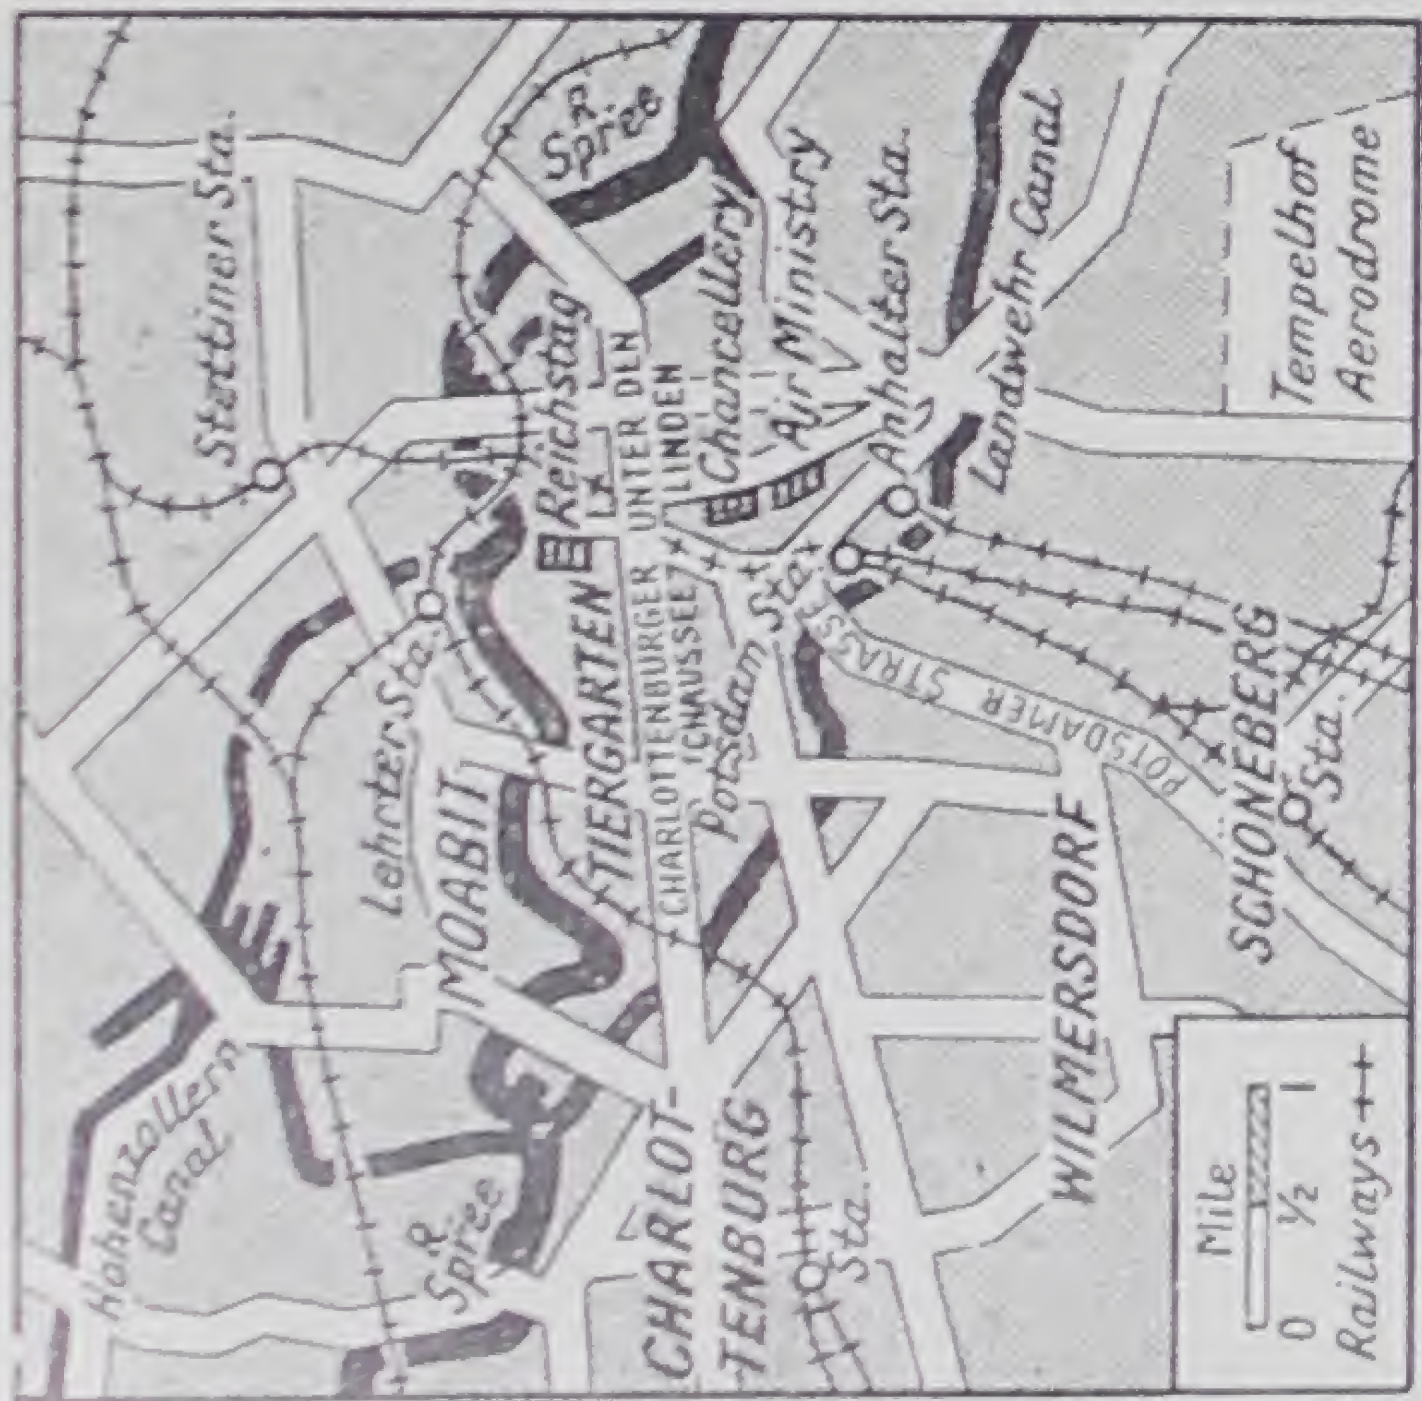 Hohenzollern
Canal
Stettiner Sta.
Lehrter Sta.
MOABIT
R.
Spree
R.
Spree
Reichstag
TIERGARTEN
UNTER DEN
LINDEN
CHARLOTTENBURGER
CHAUSSEE
Chancellery
Air Ministry
Potsdam Sta.
Anhalter Sta.
Landwehr Canal
CHARLOT-
TENBURG
Sta.
POTSDAMER STRASSE
WILMERSDORF
SCHONEBERG
Sta.
Tempelhof
Aerodrome
Mile
0 ½ 1
Railways